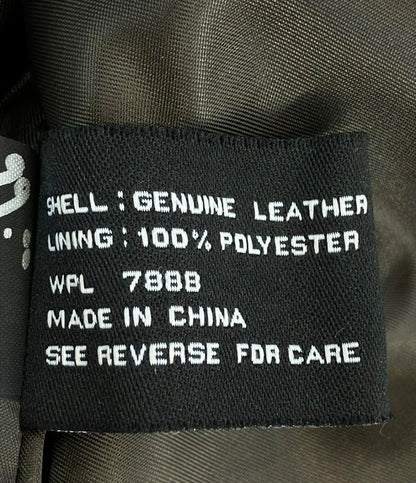 SHELL : GENUINE LEATHER
LINING : 100% POLYESTER
WPL 7888
MADE IN CHINA
SEE REVERSE FOR CARE